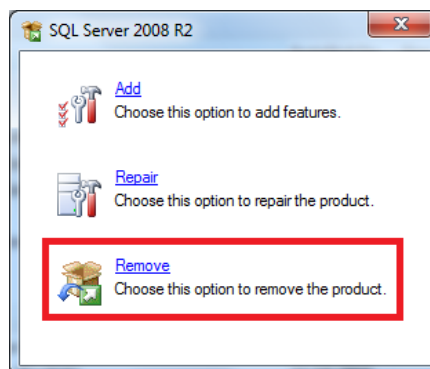 SQL Server 2008 R2
Add
Choose this option to add features.
Repair
Choose this option to repair the product.
Remove
Choose this option to remove the product.